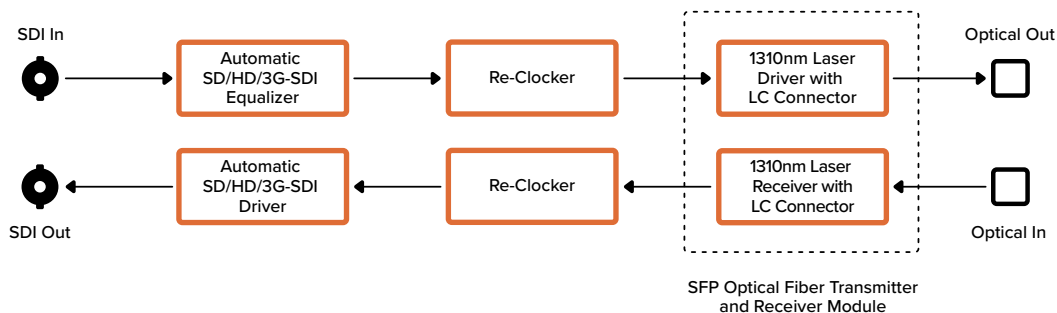 SDI In
Automatic
SD/HD/3G-SDI
Equalizer
Re-Clocker
1310nm Laser
Driver with
LC Connector
Optical Out
SDI Out
Automatic
SD/HD/3G-SDI
Driver
Re-Clocker
1310nm Laser
Receiver with
LC Connector
Optical In
SFP Optical Fiber Transmitter
and Receiver Module